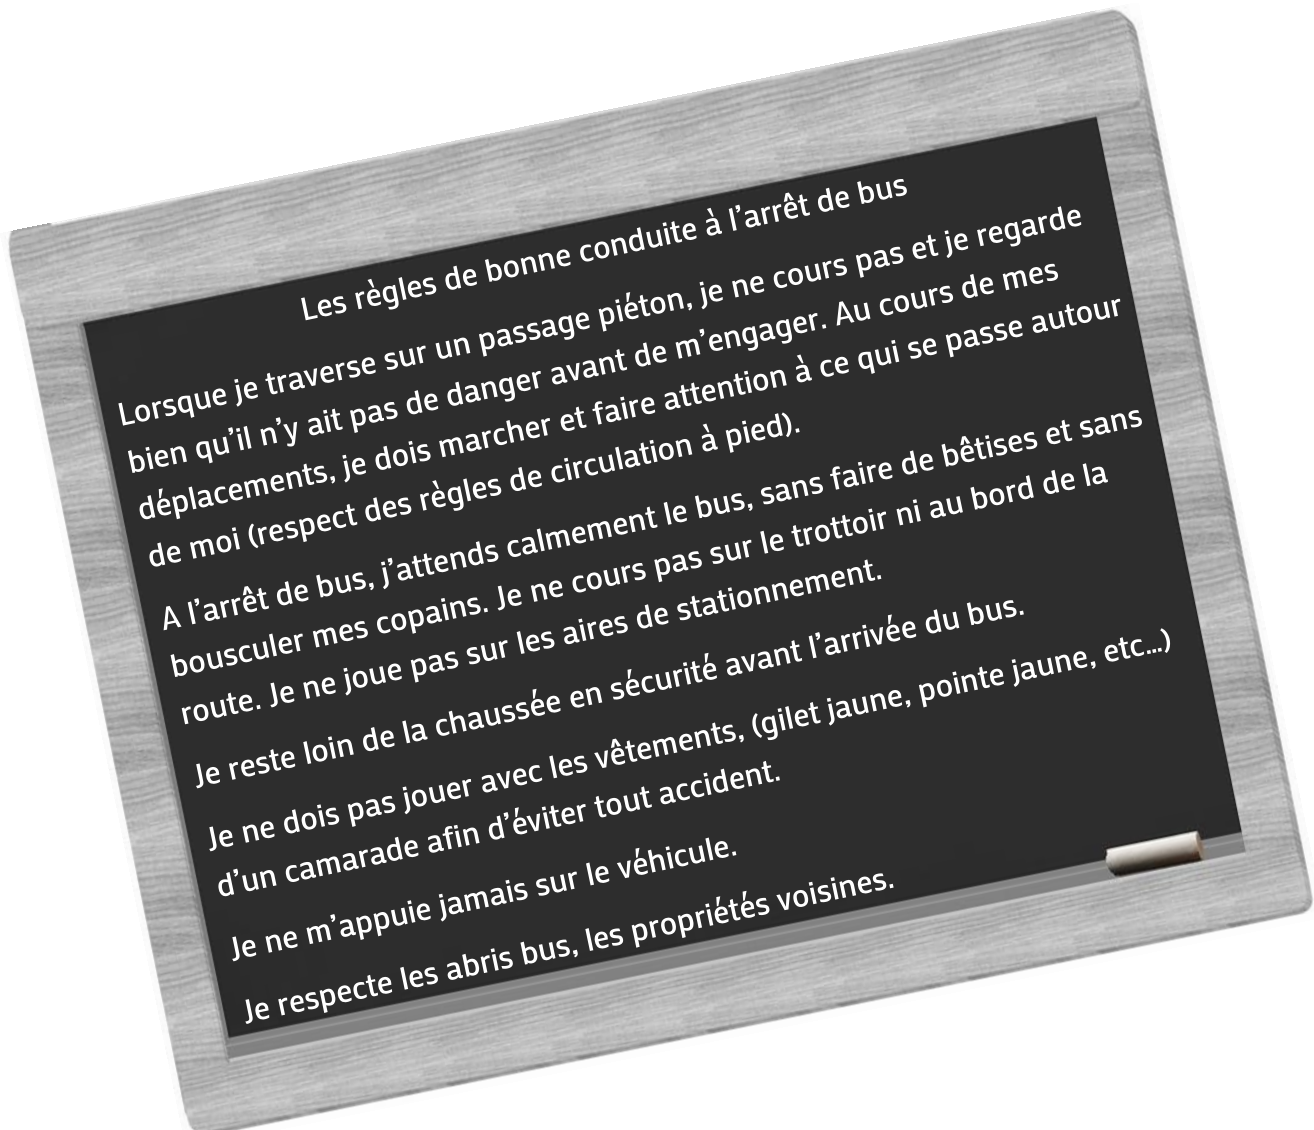 Les règles de bonne conduite à l’arrêt de bus
Lorsque je traverse sur un passage piéton, je ne cours pas et je regarde
bien qu’il n’y ait pas de danger avant de m’engager. Au cours de mes
déplacements, je dois marcher et faire attention à ce qui se passe autour
de moi (respect des règles de circulation à pied).
A l’arrêt de bus, j’attends calmement le bus, sans faire de bêtises et sans
bousculer mes copains. Je ne cours pas sur le trottoir ni au bord de la
route. Je ne joue pas sur les aires de stationnement.
Je reste loin de la chaussée en sécurité avant l’arrivée du bus.
Je ne dois pas jouer avec les vêtements, (gilet jaune, pointe jaune, etc...)
d’un camarade afin d’éviter tout accident.
Je ne m’appuie jamais sur le véhicule.
Je respecte les abris bus, les propriétés voisines.